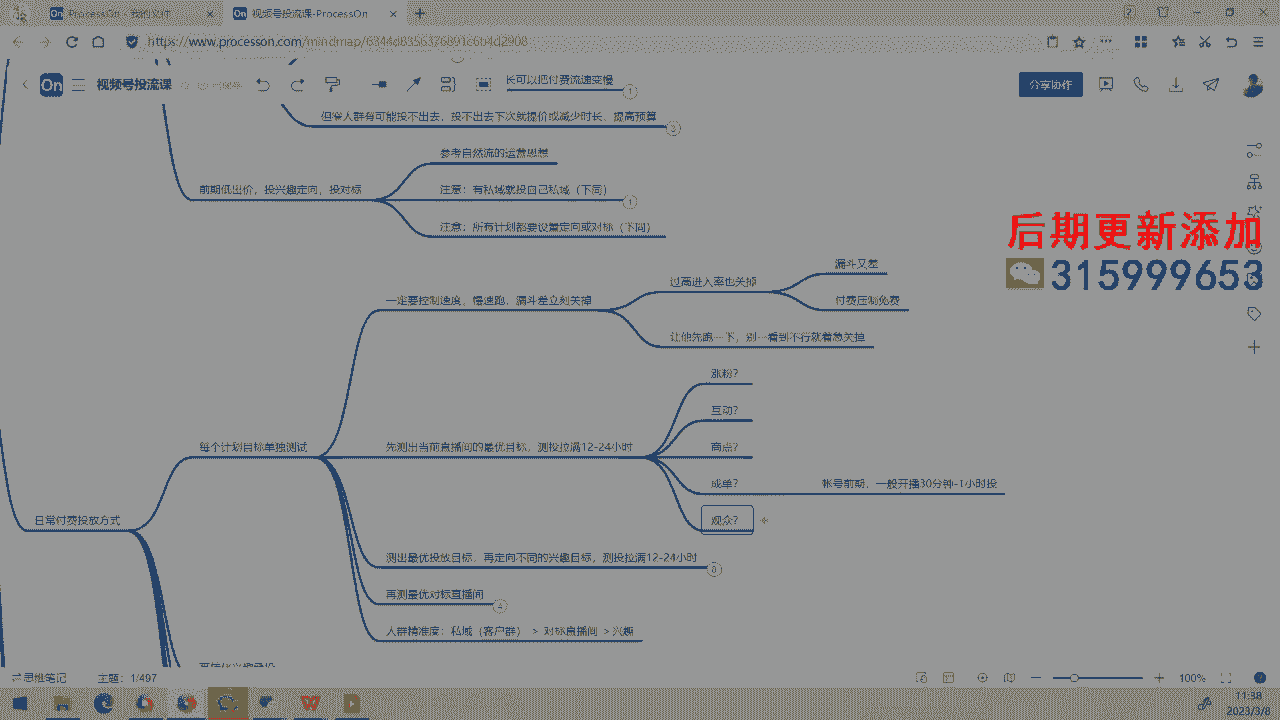 ProcessOn - 我的文件
视频号投流课-ProcessOn
https://www.processon.com/mindmap/6344d8356376891c6b4d2908
视频号投流课
分享协作
长可以把付费流速变慢
1
但窄人群有可能投不出去，投不出去下次就提价或减少时长、提高预算
3
参考自然流的运营思想
前期低出价，投兴趣定向，投对标
注意：有私域就投自己私域（下同）
1
注意：所有计划都要设置定向或对标（下同）
后期更新添加
315999653
漏斗又差
过高进入率也关掉
一定要控制速度，慢速跑，漏斗差立刻关掉
付费压制免费
让他先跑一下，别一看到不行就着急关掉
涨粉？
互动？
每个计划目标单独测试
先测出当前直播间的最优目标，测投拉满12-24小时
商点？
成单？
帐号前期，一般开播30分钟-1小时投
日常付费投放方式
观众？
测出最优投放目标，再定向不同的兴趣目标，测投拉满12-24小时
8
再测最优对标直播间
4
人群精准度：私域（客户群） > 对标直播间 > 兴趣
思维笔记
主题：1/497
100%
11:38
2023/3/8